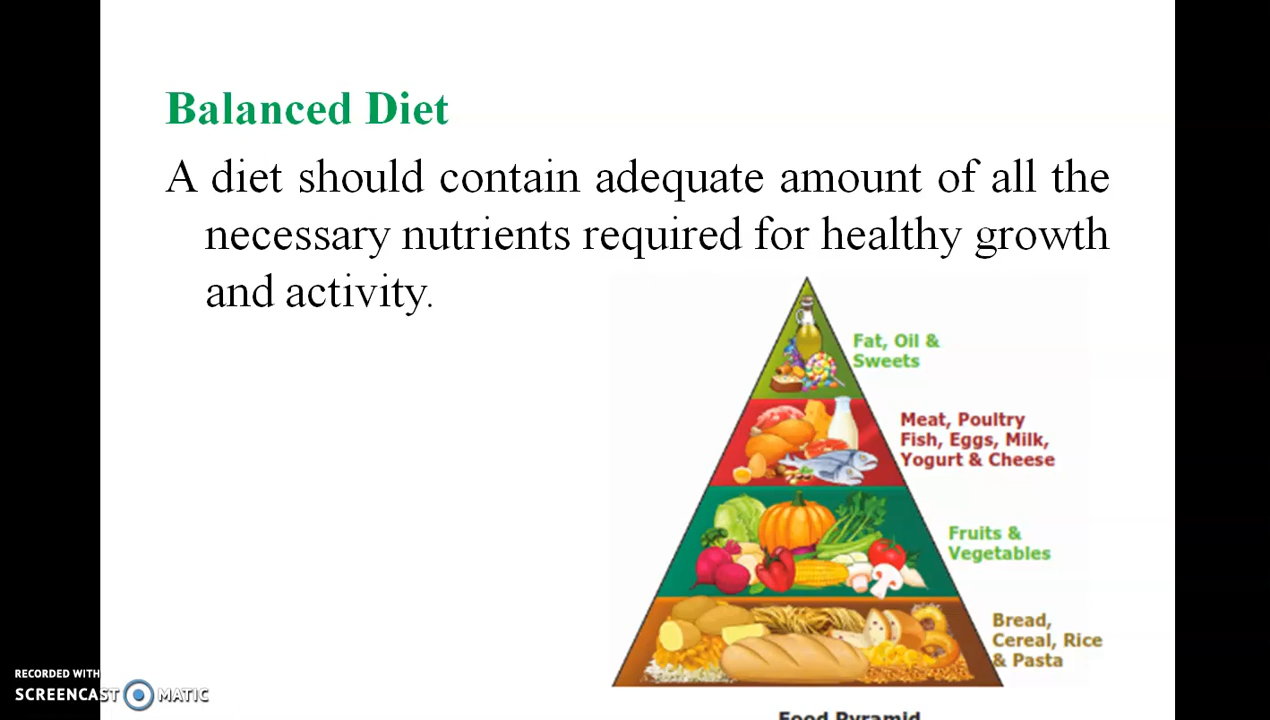 Balanced Diet
A diet should contain adequate amount of all the
necessary nutrients required for healthy growth
and activity.
Fat, Oil &
Sweets
Meat, Poultry
Fish, Eggs, Milk,
Yogurt & Cheese
Fruits &
Vegetables
Bread,
Cereal, Rice
& Pasta
Food Pyramid
RECORDED WITH
SCREENCAST MATIC